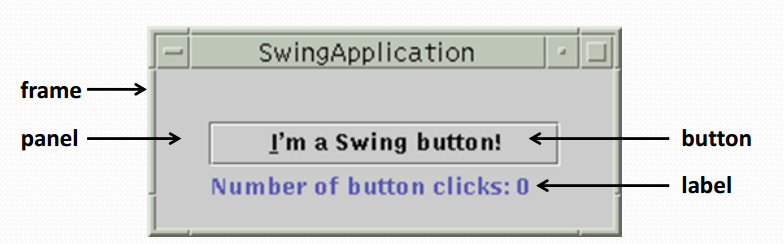 SwingApplication
frame
panel
I'm a Swing button!
button
Number of button clicks: 0
label